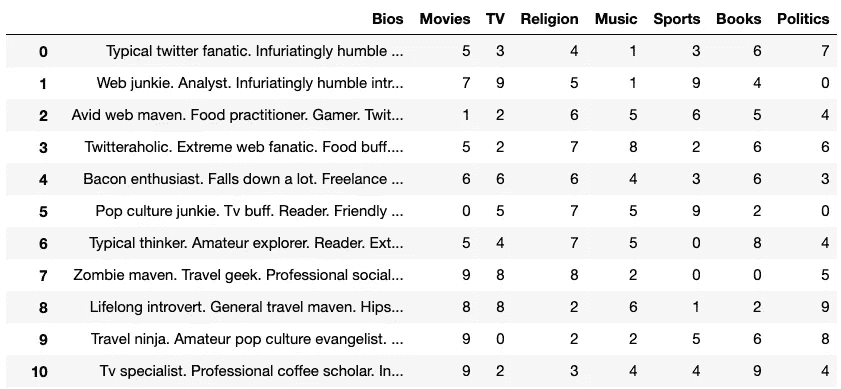 Bios Movies TV Religion Music Sports Books Politics
0 Typical twitter fanatic. Infuriatingly humble ... 5 3 4 1 3 6 7
1 Web junkie. Analyst. Infuriatingly humble intr... 7 9 5 1 9 4 0
2 Avid web maven. Food practitioner. Gamer. Twit... 1 2 6 5 6 5 4
3 Twitteraholic. Extreme web fanatic. Food buff.... 5 2 7 8 2 6 6
4 Bacon enthusiast. Falls down a lot. Freelance ... 6 6 6 4 3 6 3
5 Pop culture junkie. Tv buff. Reader. Friendly ... 0 5 7 5 9 2 0
6 Typical thinker. Amateur explorer. Reader. Ext... 5 4 7 5 0 8 4
7 Zombie maven. Travel geek. Professional social... 9 8 8 2 0 0 5
8 Lifelong introvert. General travel maven. Hips... 8 8 2 6 1 2 9
9 Travel ninja. Amateur pop culture evangelist. ... 9 0 2 2 5 6 8
10 Tv specialist. Professional coffee scholar. In... 9 2 3 4 4 9 4